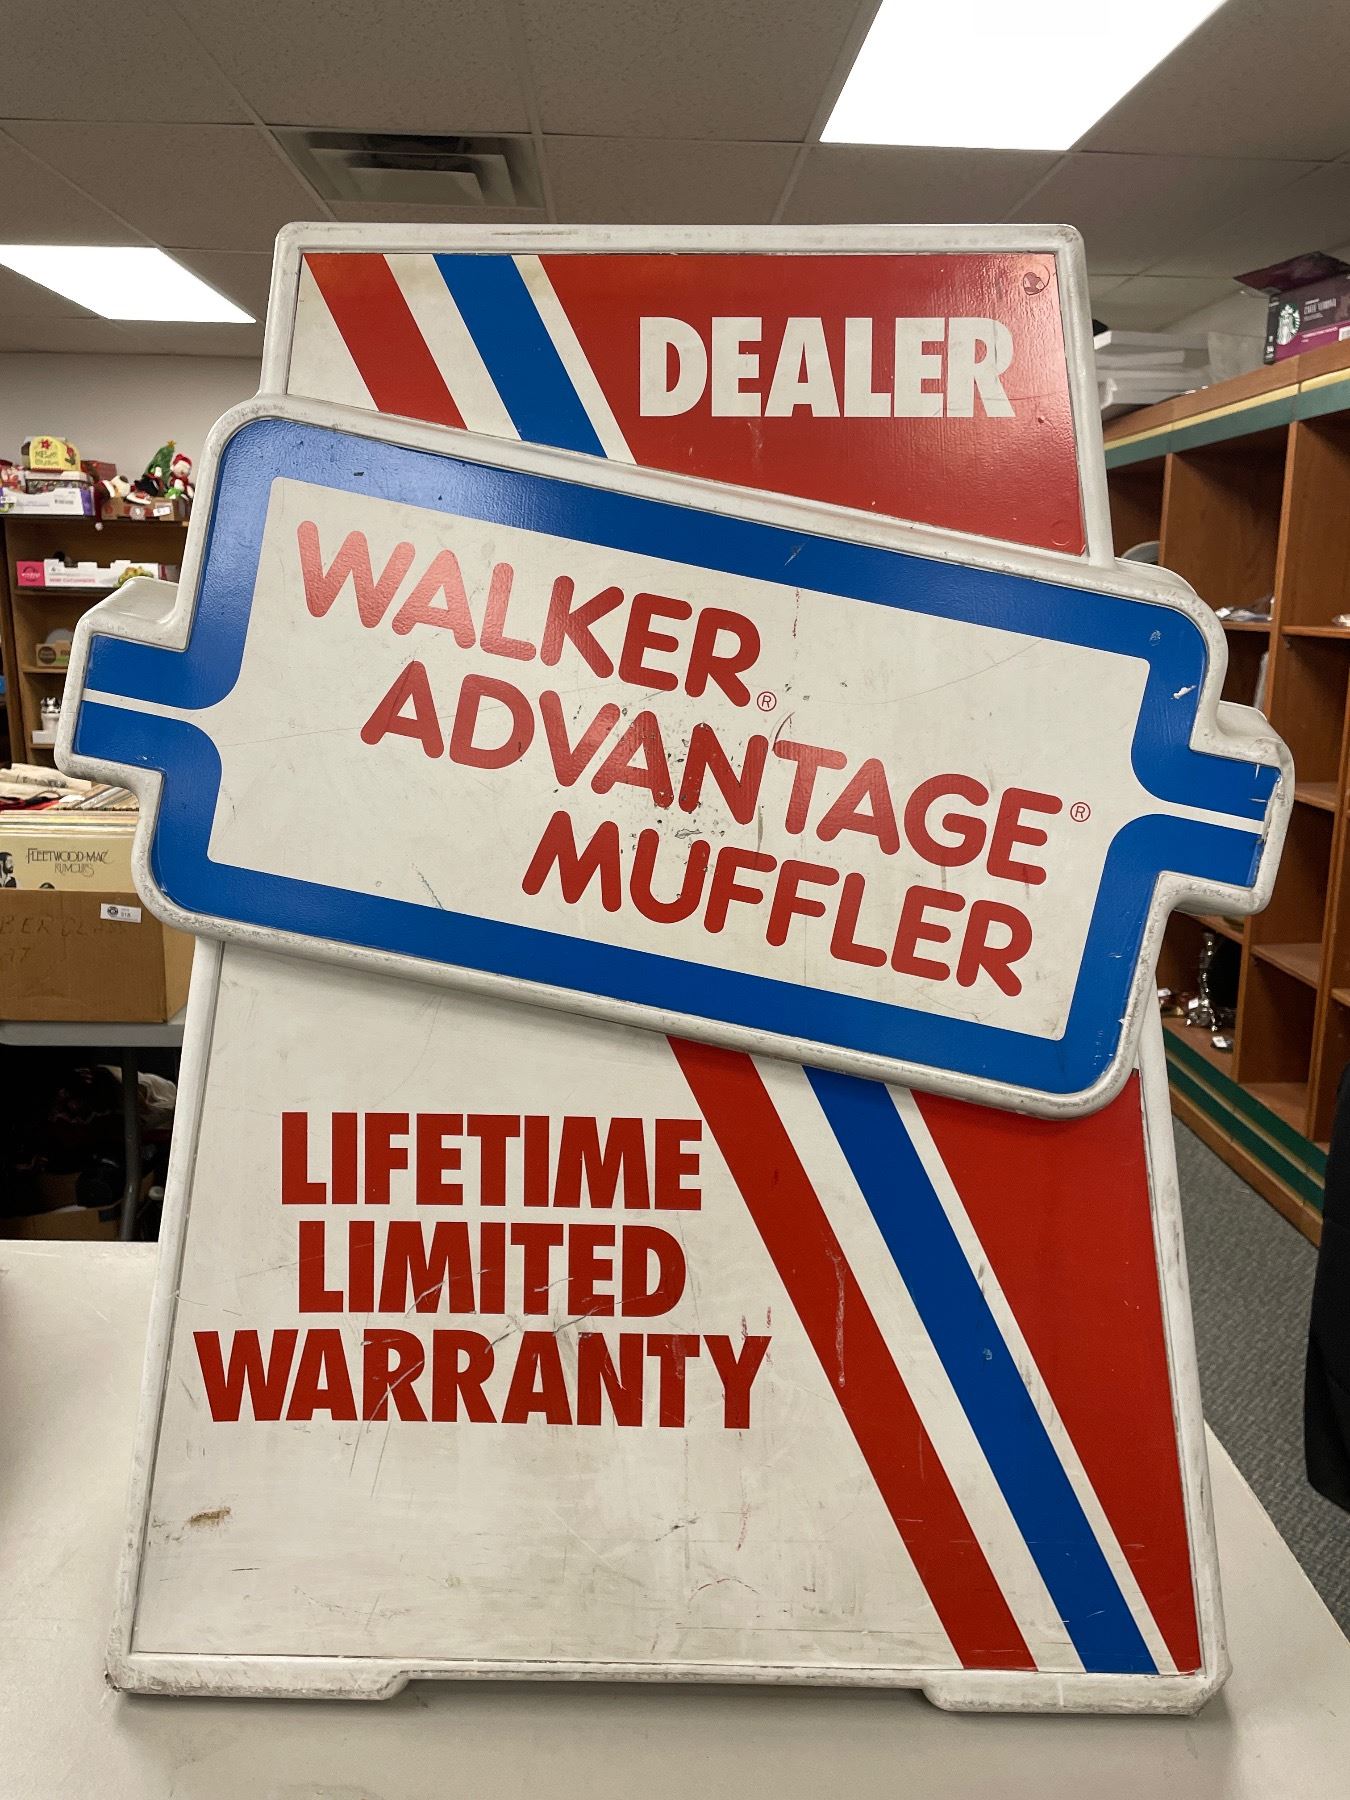 DEALER
WALKER®
ADVANTAGE®
MUFFLER
LIFETIME
LIMITED
WARRANTY
FLEETWOOD MAC
RUMOURS